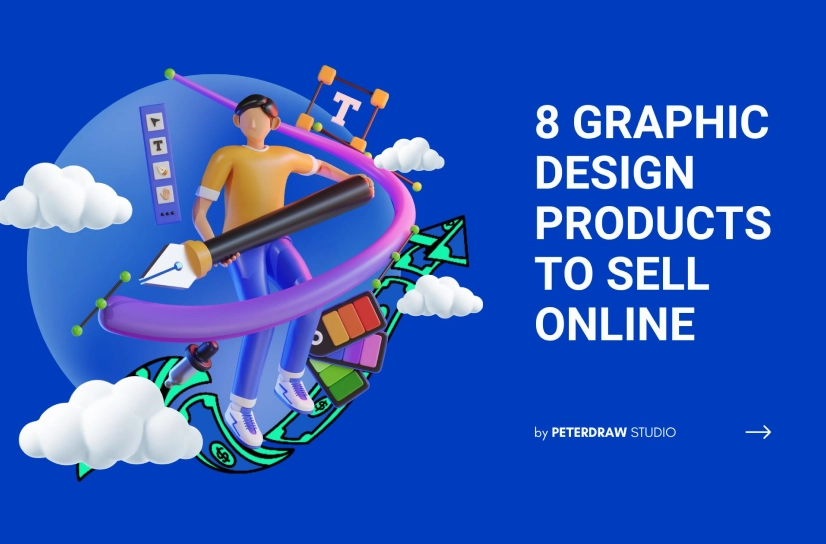 T
T
8 GRAPHIC
DESIGN
PRODUCTS
TO SELL
ONLINE
by PETERDRAW STUDIO